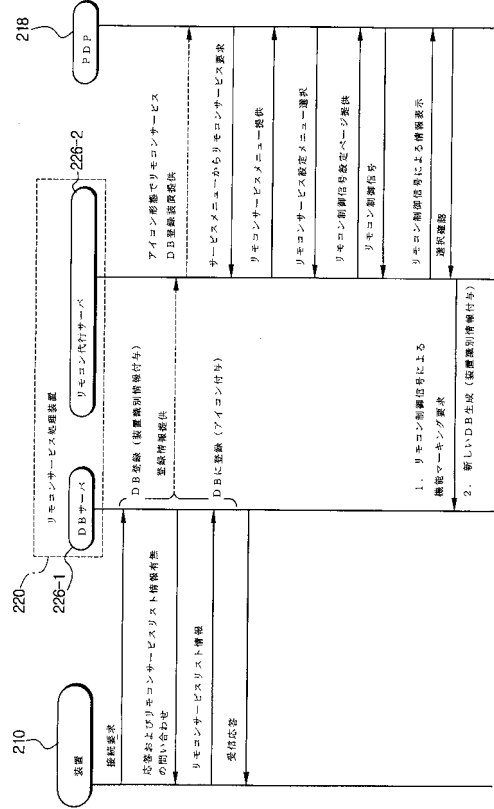 220
リモコンサービス処理装置
210
装置
226-1
DBサーバ
226-2
リモコン代行サーバ
218
PDP
接続要求
DB登録（装置識別情報付与）
応答およびリモコンサービスリスト情報有無
の問い合わせ
登録情報提供
リモコンサービスリスト情報
DBに登録（アイコン付与）
受信応答
アイコン形態でリモコンサービス
DB登録装置提供
サービスメニューからリモコンサービス要求
リモコンサービスメニュー提供
リモコンサービス設定メニュー選択
リモコン制御信号設定ページ提供
リモコン制御信号
リモコン制御信号による情報表示
選択確認
1．リモコン制御信号による
機能マーキング要求
2．新しいDB生成（装置識別情報付与）